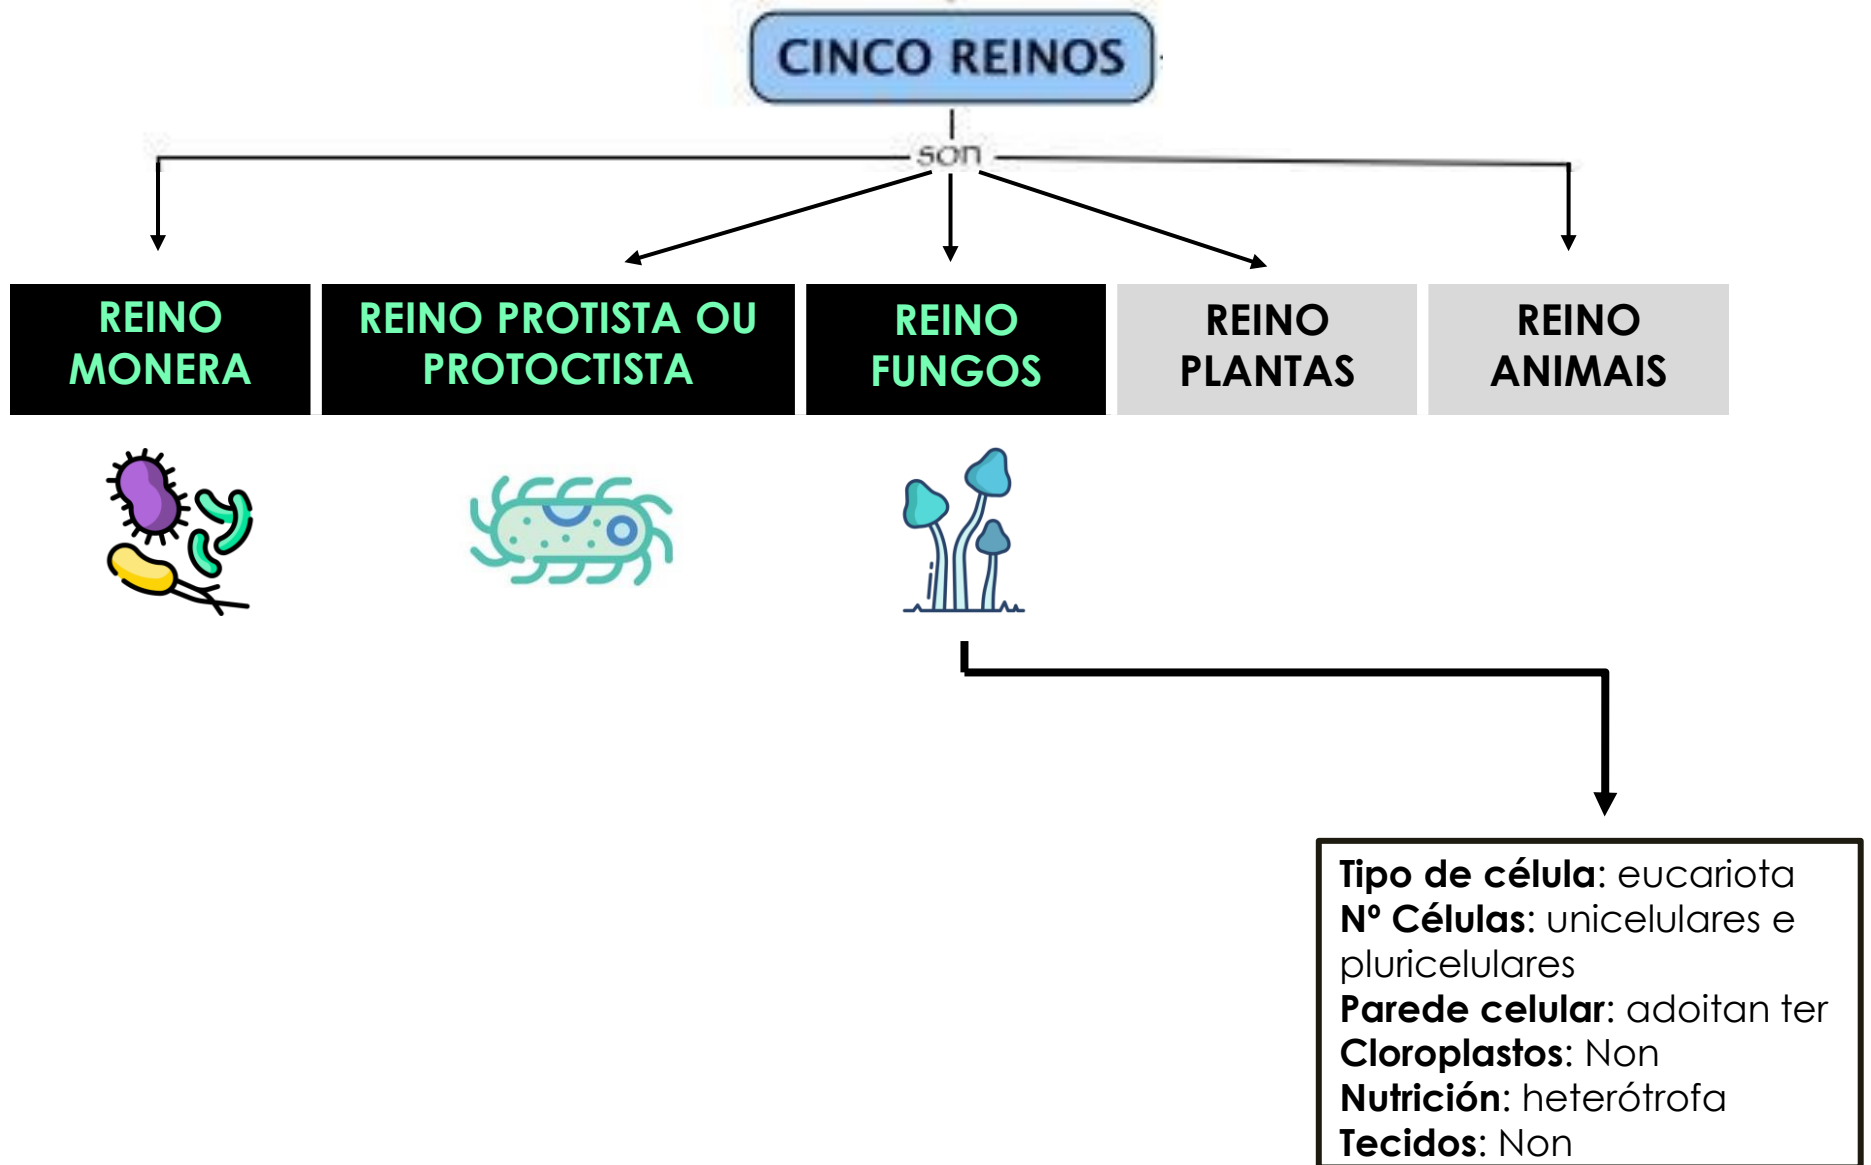 CINCO REINOS
son
REINO
MONERA
REINO PROTISTA OU
PROTOCTISTA
REINO
FUNGOS
REINO
PLANTAS
REINO
ANIMAIS
Tipo de célula: eucariota
Nº Células: unicelulares e
pluricelulares
Parede celular: adoitan ter
Cloroplastos: Non
Nutrición: heterótrofa
Tecidos: Non